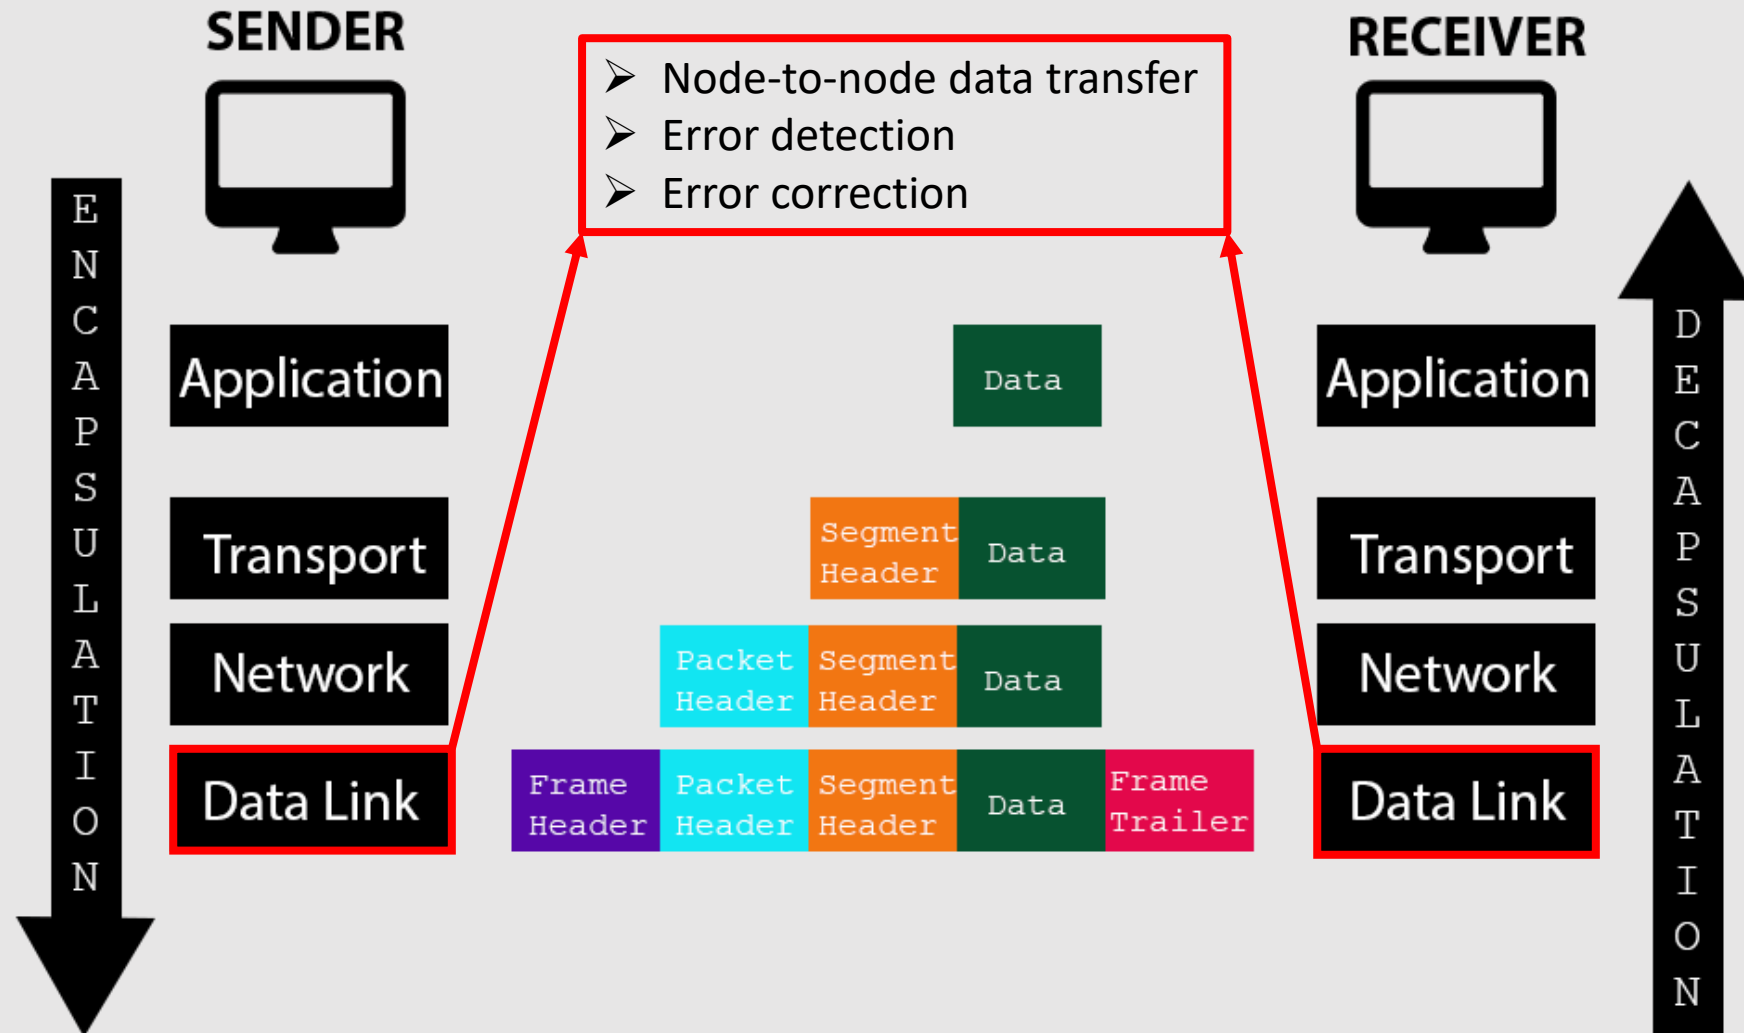 SENDER
RECEIVER
➢ Node-to-node data transfer
➢ Error detection
➢ Error correction
ENCAPSULATION
DECAPSULATION
Application
Data
Application
Transport
Segment
Header
Data
Transport
Network
Packet
Header
Segment
Header
Data
Network
Data Link
Frame
Header
Packet
Header
Segment
Header
Data
Frame
Trailer
Data Link